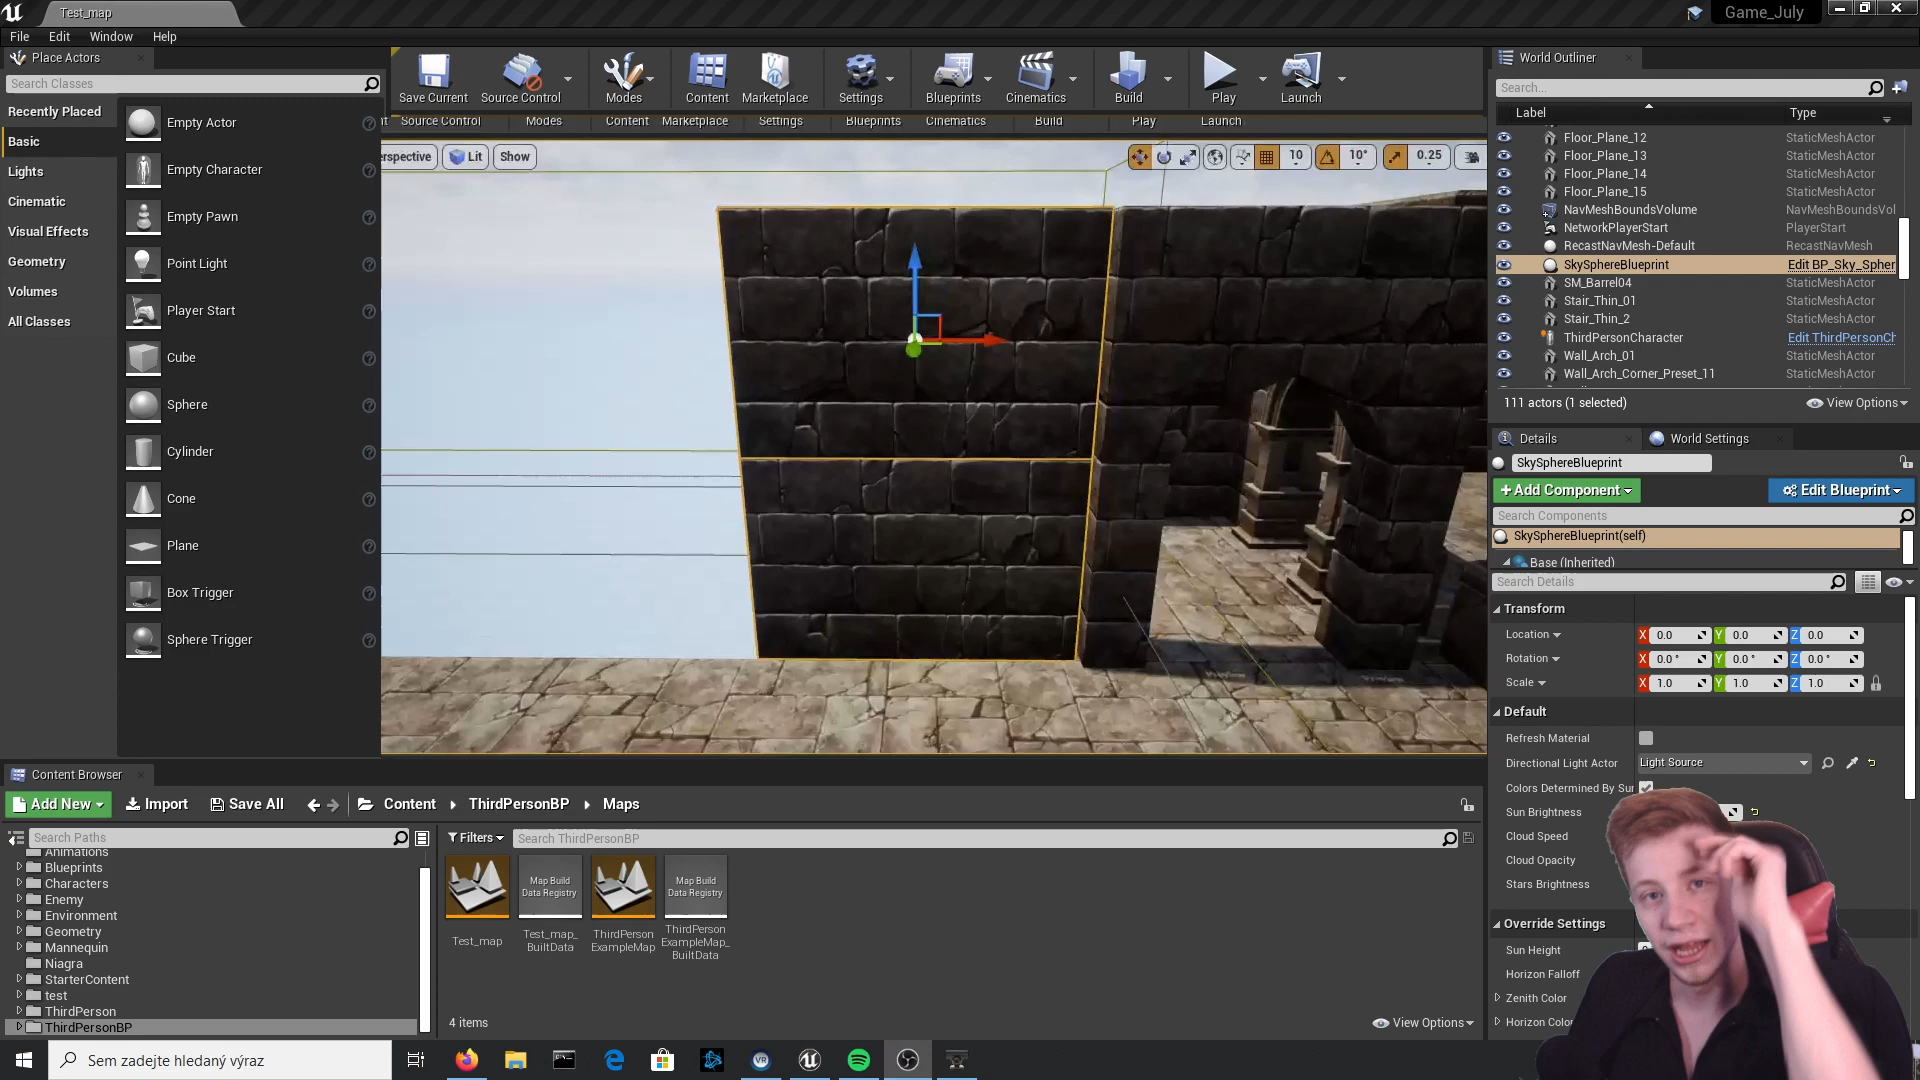 Test_map
Game_July
File Edit Window Help
Place Actors
Search Classes
Recently Placed
Basic
Lights
Cinematic
Visual Effects
Geometry
Volumes
All Classes
Empty Actor
Empty Character
Empty Pawn
Point Light
Player Start
Cube
Sphere
Cylinder
Cone
Plane
Box Trigger
Sphere Trigger
Save Current Source Control Modes Content Marketplace Settings Blueprints Cinematics Build Play Launch
Source Control Modes Content Marketplace Settings Blueprints Cinematics Build Play Launch
erspective Lit Show
10 10° 0.25
World Outliner
Search...
Label Type
Floor_Plane_12 StaticMeshActor
Floor_Plane_13 StaticMeshActor
Floor_Plane_14 StaticMeshActor
Floor_Plane_15 StaticMeshActor
NavMeshBoundsVolume NavMeshBoundsVol
NetworkPlayerStart PlayerStart
RecastNavMesh-Default RecastNavMesh
SkySphereBlueprint Edit BP_Sky_Spher
SM_Barrel04 StaticMeshActor
Stair_Thin_01 StaticMeshActor
Stair_Thin_2 StaticMeshActor
ThirdPersonCharacter Edit ThirdPersonCh
Wall_Arch_01 StaticMeshActor
Wall_Arch_Corner_Preset_11 StaticMeshActor
111 actors (1 selected) View Options
Details World Settings
SkySphereBlueprint
+Add Component Edit Blueprint
Search Components
SkySphereBlueprint(self)
Base (Inherited)
Search Details
Transform
Location X 0.0 Y 0.0 Z 0.0
Rotation X 0.0° Y 0.0° Z 0.0°
Scale X 1.0 Y 1.0 Z 1.0
Default
Refresh Material
Directional Light Actor Light Source
Colors Determined By Sun
Sun Brightness
Cloud Speed
Cloud Opacity
Stars Brightness
Override Settings
Sun Height
Horizon Falloff
Zenith Color
Horizon Color
Content Browser
Add New Import Save All Content ThirdPersonBP Maps
Search Paths
Filters Search ThirdPersonBP
Animations
Blueprints
Characters
Enemy
Environment
Geometry
Mannequin
Niagra
StarterContent
test
ThirdPerson
ThirdPersonBP
Map Build
Data Registry
Map Build
Data Registry
Test_map
Test_map_
BuiltData
ThirdPerson
ExampleMap
ThirdPerson
ExampleMap_
BuiltData
4 items View Options
Sem zadejte hledaný výraz